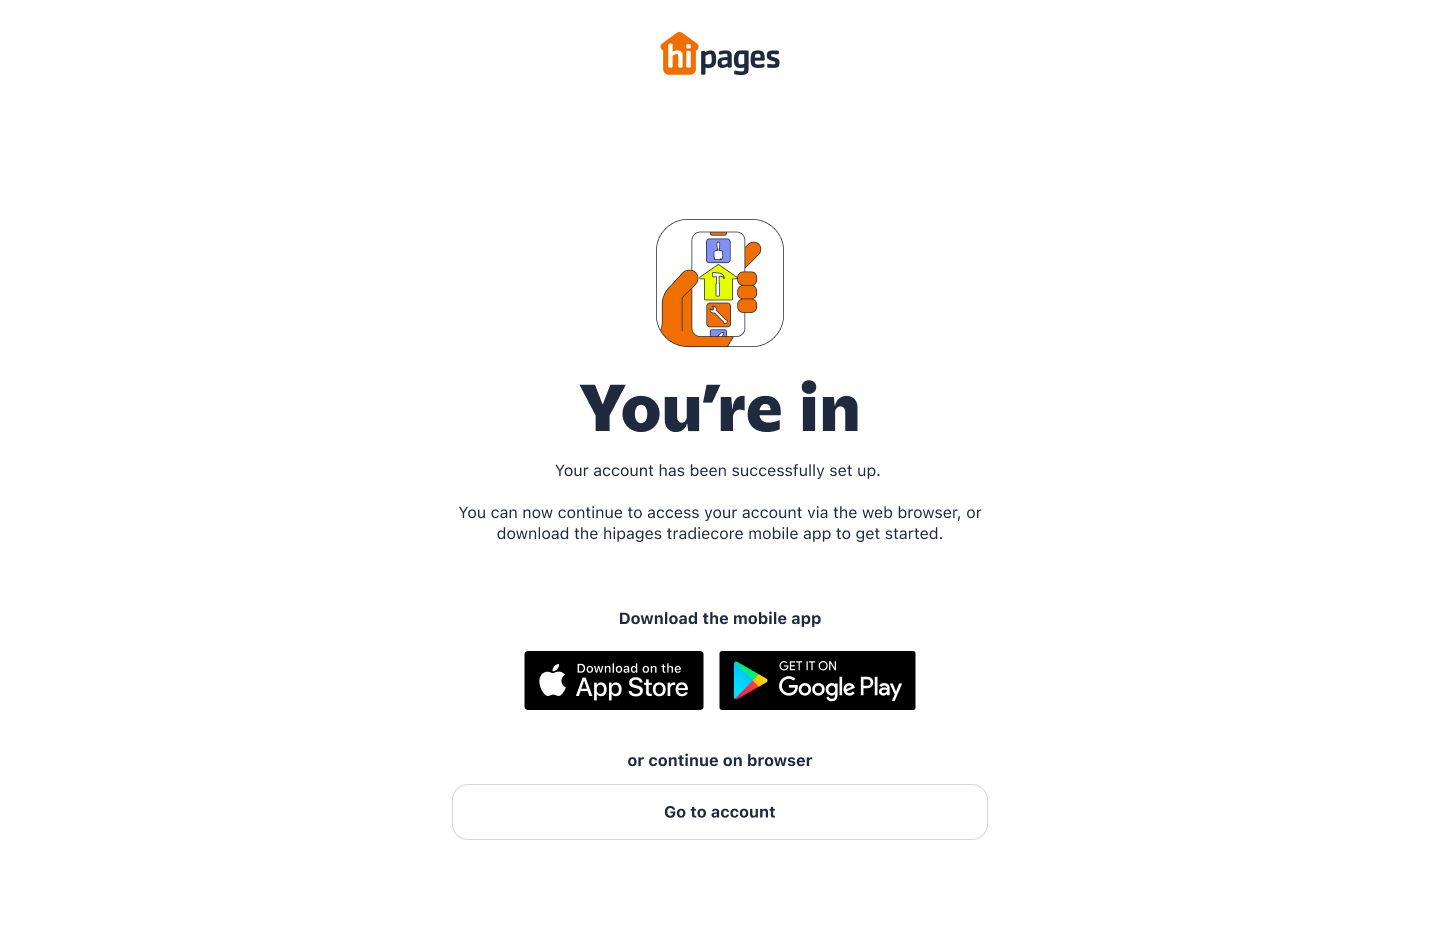 hipages
You're in
Your account has been successfully set up.
You can now continue to access your account via the web browser, or
download the hipages tradiecore mobile app to get started.
Download the mobile app
Download on the
App Store
GET IT ON
Google Play
or continue on browser
Go to account